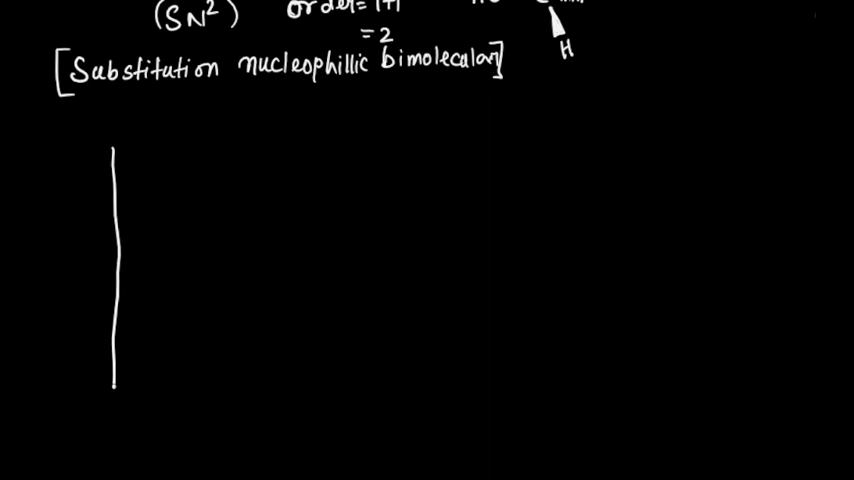 (SN²) order= 1+1
= 2
[Substitution nucleophillic bimolecular]
H